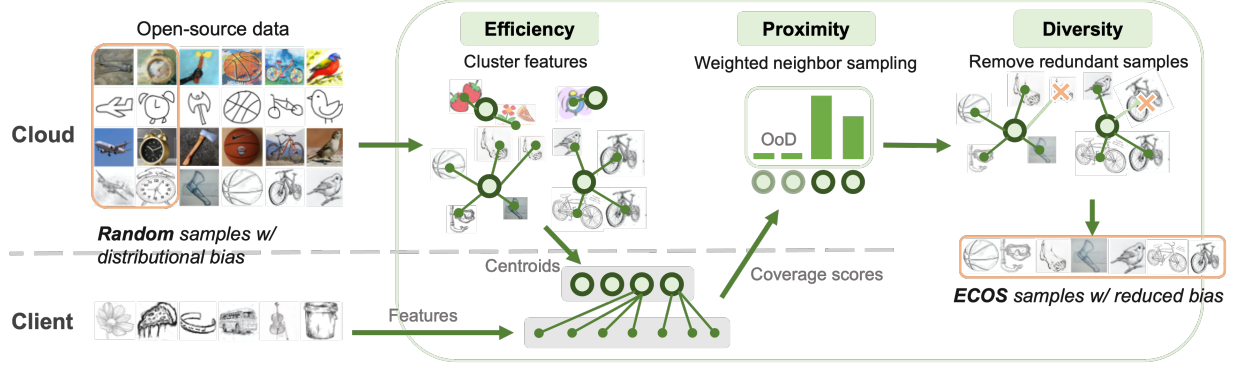 Open-source data
Efficiency
Proximity
Diversity
Cluster features
Weighted neighbor sampling
Remove redundant samples
OoD
Cloud
Random samples w/
distributional bias
Centroids
Coverage scores
ECOS samples w/ reduced bias
Client
Features